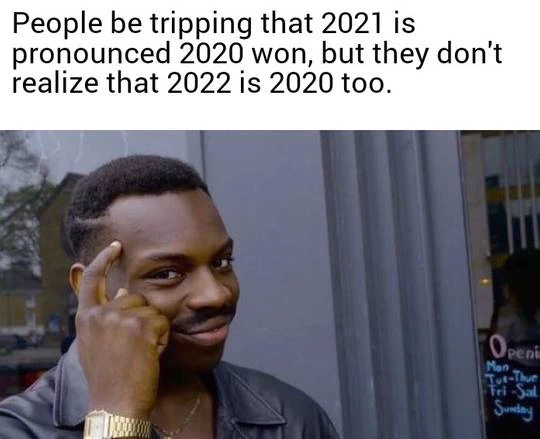 People be tripping that 2021 is
pronounced 2020 won, but they don't
realize that 2022 is 2020 too.
Openi
Mon
Tue-Thur
Fri-Sat
Sunday